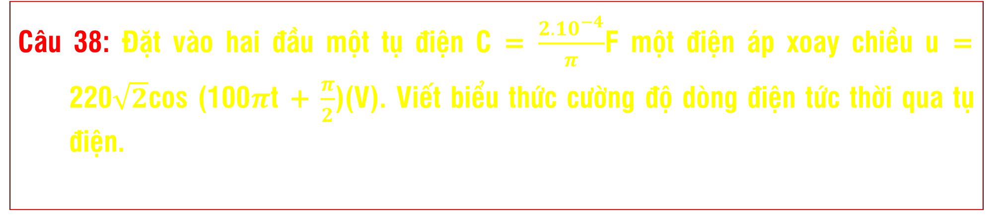 Câu 38: Đặt vào hai đầu một tụ điện C = $\frac{2.10^{-4}}{\pi}$F một điện áp xoay chiều u =
220$\sqrt{2}$cos (100$\pi$t + $\frac{\pi}{2}$)(V). Viết biểu thức cường độ dòng điện tức thời qua tụ
điện.